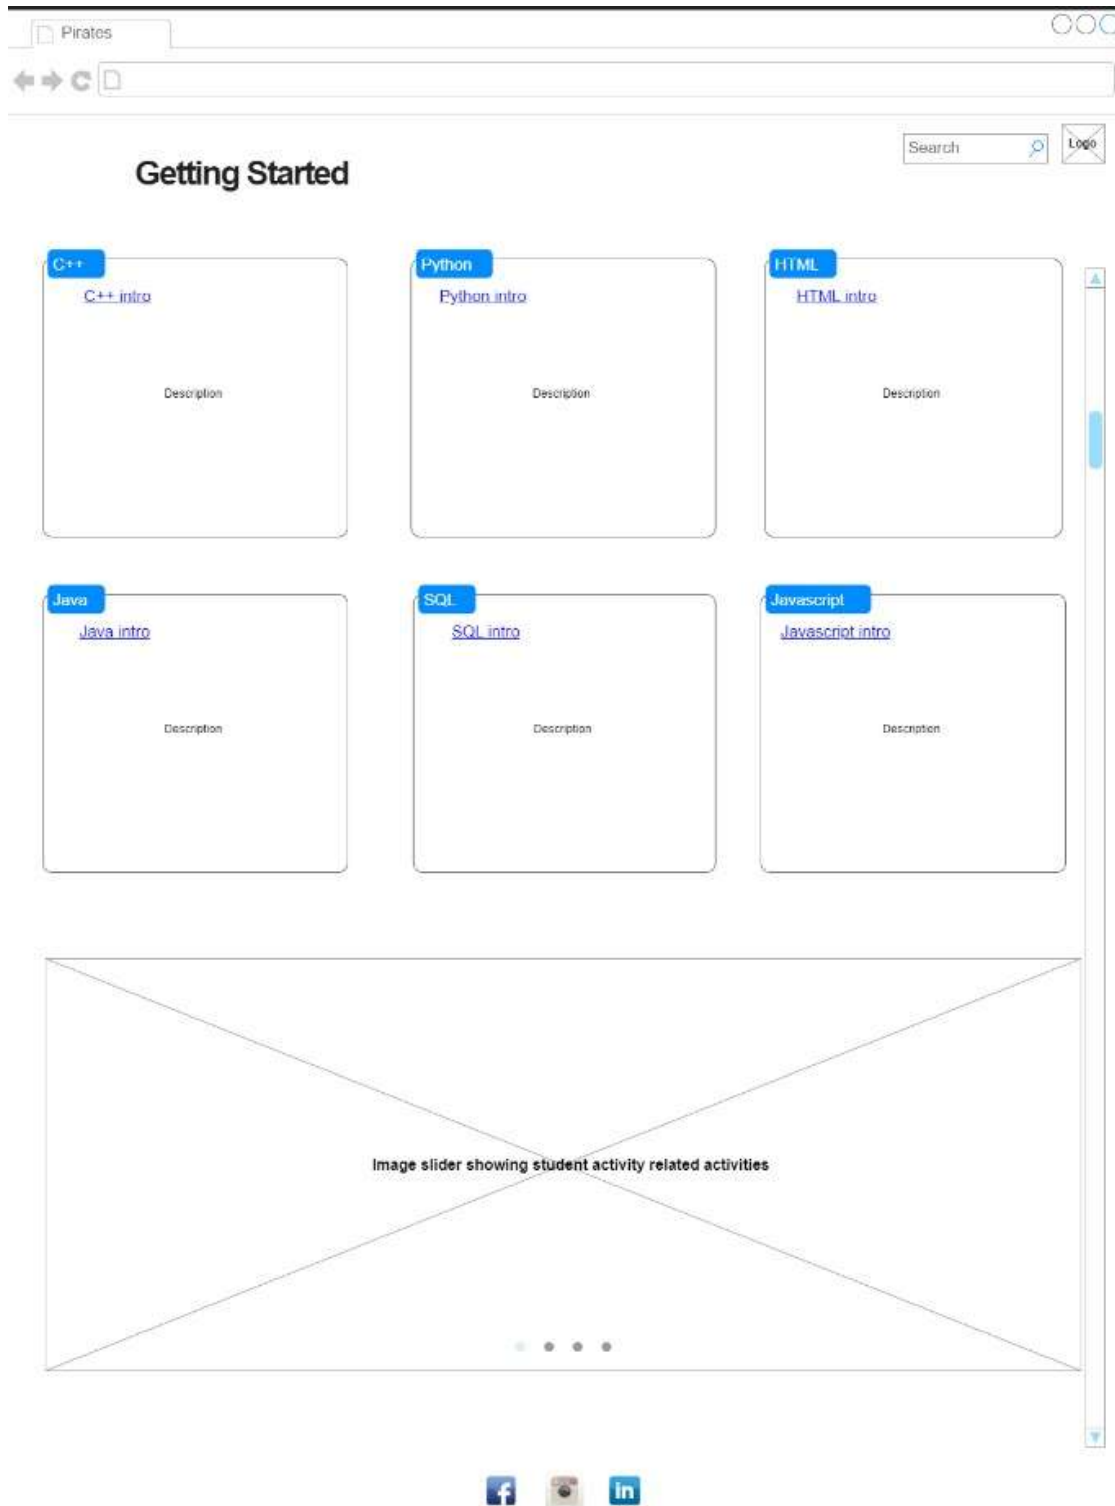 Pirates
Search
Logo
Getting Started
C++
Python
HTML
C++ intro
Python intro
HTML intro
Description
Description
Description
Java
SQL
Javascript
Java intro
SQL intro
Javascript intro
Description
Description
Description
Image slider showing student activity related activities
f
in